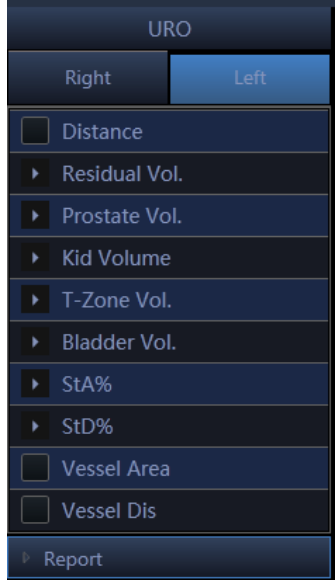 URO
Right Left
Distance
Residual Vol.
Prostate Vol.
Kid Volume
T-Zone Vol.
Bladder Vol.
StA%
StD%
Vessel Area
Vessel Dis
Report